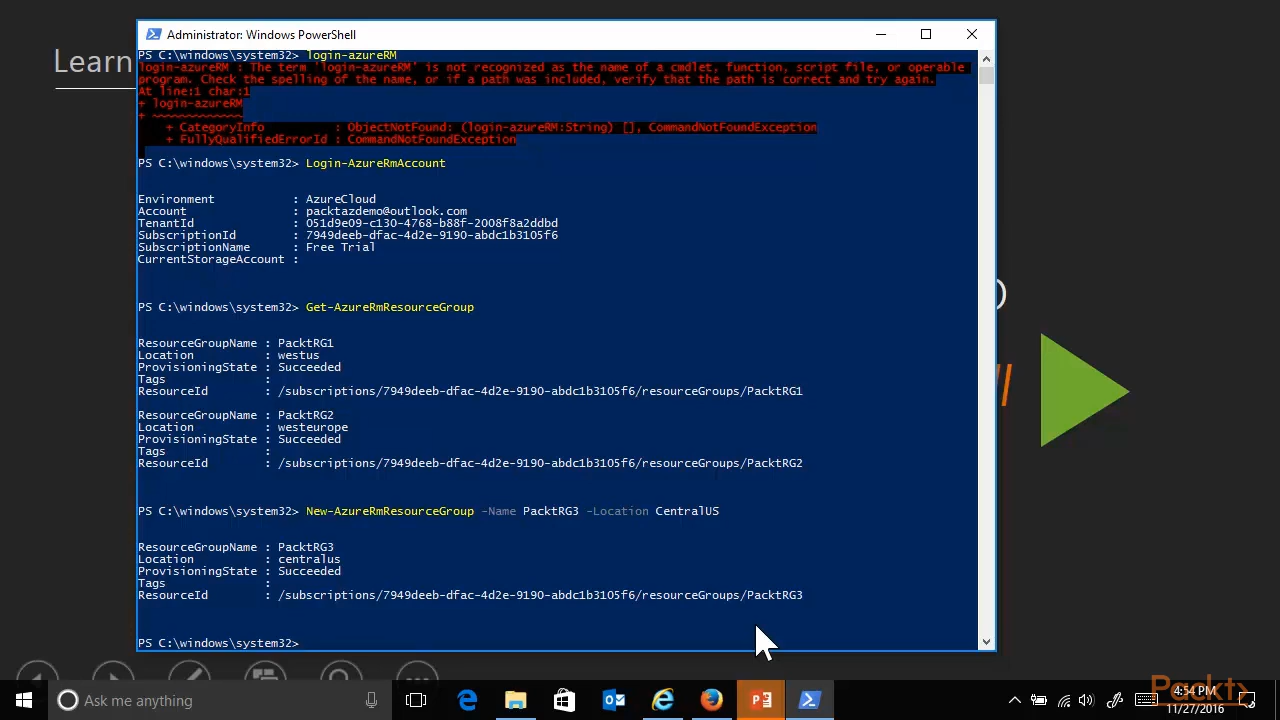 Learn
Administrator: Windows PowerShell
PS C:\windows\system32> login-azureRM
login-azureRM : The term 'login-azureRM' is not recognized as the name of a cmdlet, function, script file, or operable
program. Check the spelling of the name, or if a path was included, verify that the path is correct and try again.
At line:1 char:1
+ login-azureRM
+ ~~~~~~~~~~~~~
+ CategoryInfo : ObjectNotFound: (login-azureRM:String) [], CommandNotFoundException
+ FullyQualifiedErrorId : CommandNotFoundException
PS C:\windows\system32> Login-AzureRmAccount
Environment : AzureCloud
Account : packtazdemo@outlook.com
TenantId : 051d9e09-c130-4768-b88f-2008f8a2ddbd
SubscriptionId : 7949deeb-dfac-4d2e-9190-abdc1b3105f6
SubscriptionName : Free Trial
CurrentStorageAccount :
PS C:\windows\system32> Get-AzureRmResourceGroup
ResourceGroupName : PacktRG1
Location : westus
ProvisioningState : Succeeded
Tags :
ResourceId : /subscriptions/7949deeb-dfac-4d2e-9190-abdc1b3105f6/resourceGroups/PacktRG1
ResourceGroupName : PacktRG2
Location : westeurope
ProvisioningState : Succeeded
Tags :
ResourceId : /subscriptions/7949deeb-dfac-4d2e-9190-abdc1b3105f6/resourceGroups/PacktRG2
PS C:\windows\system32> New-AzureRmResourceGroup -Name PacktRG3 -Location CentralUS
ResourceGroupName : PacktRG3
Location : centralus
ProvisioningState : Succeeded
Tags :
ResourceId : /subscriptions/7949deeb-dfac-4d2e-9190-abdc1b3105f6/resourceGroups/PacktRG3
PS C:\windows\system32>
Ask me anything
Packt>
4:54 PM
11/27/2016